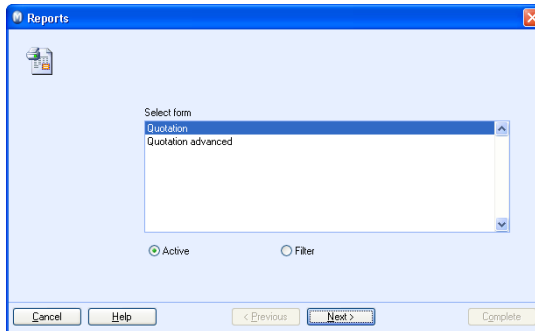 Reports
Select form
Quotation
Quotation advanced
Active
Filter
Cancel
Help
< Previous
Next >
Complete